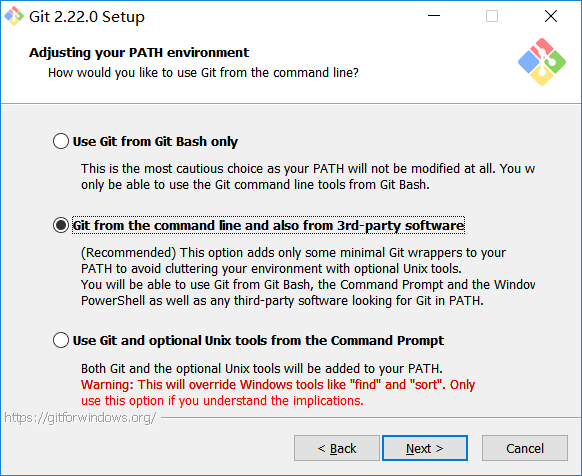 Git 2.22.0 Setup
Adjusting your PATH environment
How would you like to use Git from the command line?
Use Git from Git Bash only
This is the most cautious choice as your PATH will not be modified at all. You w
only be able to use the Git command line tools from Git Bash.
Git from the command line and also from 3rd-party software
(Recommended) This option adds only some minimal Git wrappers to your
PATH to avoid cluttering your environment with optional Unix tools.
You will be able to use Git from Git Bash, the Command Prompt and the Window
PowerShell as well as any third-party software looking for Git in PATH.
Use Git and optional Unix tools from the Command Prompt
Both Git and the optional Unix tools will be added to your PATH.
Warning: This will override Windows tools like "find" and "sort". Only
use this option if you understand the implications.
https://gitforwindows.org/
< Back Next > Cancel